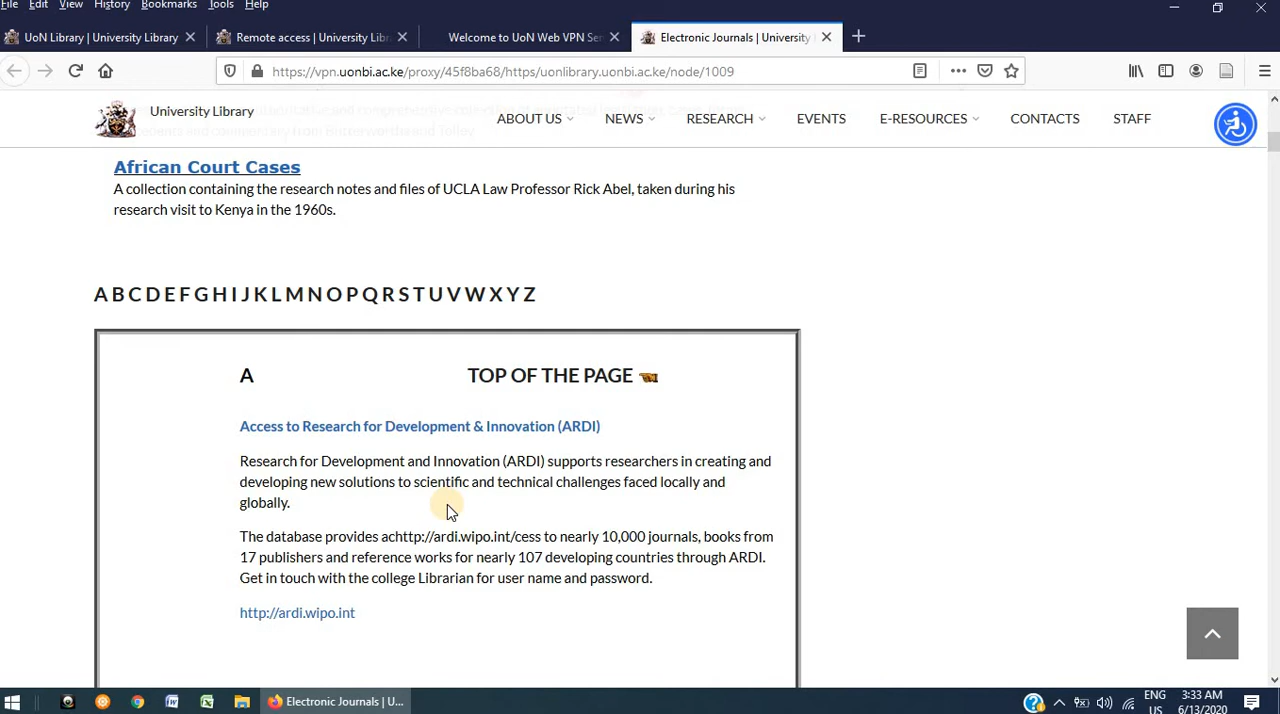 File Edit View History Bookmarks Tools Help
UoN Library | University Library
Remote access | University Libr
Welcome to UoN Web VPN Ser
Electronic Journals | University
https://vpn.uonbi.ac.ke/proxy/45f8ba68/https/uonlibrary.uonbi.ac.ke/node/1009
University Library
ABOUT US NEWS RESEARCH EVENTS E-RESOURCES CONTACTS STAFF
African Court Cases
A collection containing the research notes and files of UCLA Law Professor Rick Abel, taken during his
research visit to Kenya in the 1960s.
A B C D E F G H I J K L M N O P Q R S T U V W X Y Z
A TOP OF THE PAGE
Access to Research for Development & Innovation (ARDI)
Research for Development and Innovation (ARDI) supports researchers in creating and
developing new solutions to scientific and technical challenges faced locally and
globally.
The database provides achttp://ardi.wipo.int/cess to nearly 10,000 journals, books from
17 publishers and reference works for nearly 107 developing countries through ARDI.
Get in touch with the college Librarian for user name and password.
http://ardi.wipo.int
Electronic Journals | U...
ENG
US
3:33 AM
6/13/2020